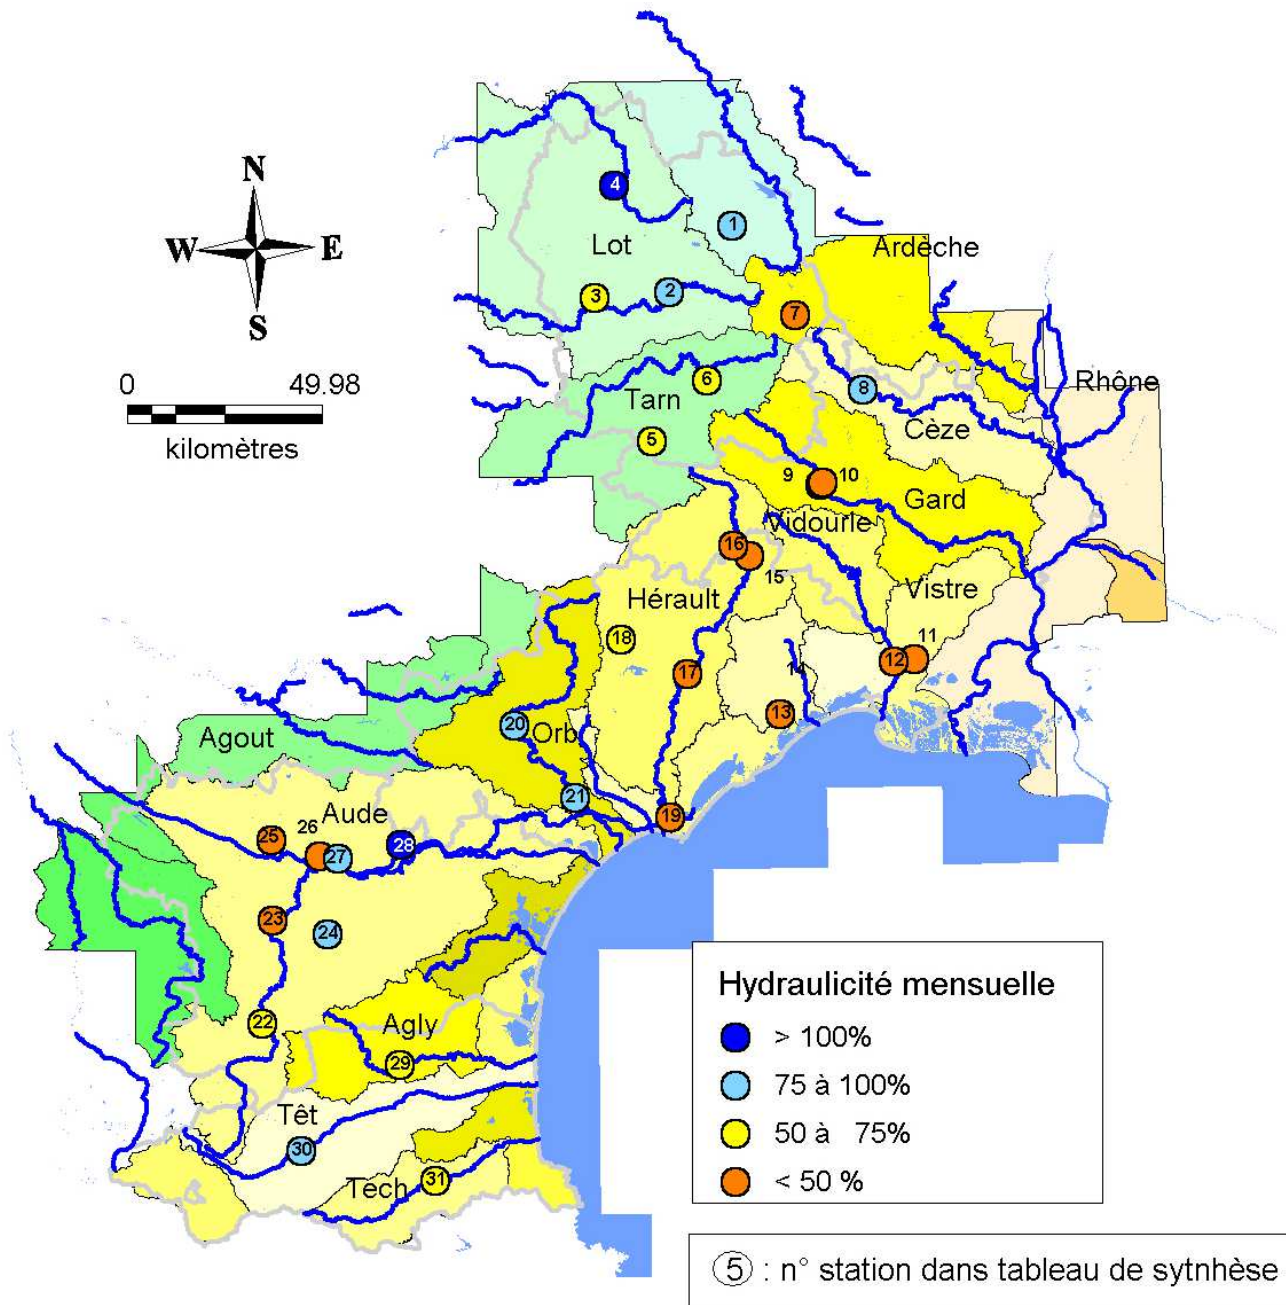 N
W E
S
0 49.98
kilomètres
4
1
Lot
Ardèche
3
2
7
Rhône
6
8
Tarn
5
Cèze
9 10
Gard
Vidourle
16
15
Hérault
Vistre
18
11
12
17
14
13
20
Orb
Agout
21
Aude
19
25
26
27
28
23
24
22
Agly
29
Têt
30
Tech
31
Hydraulicité mensuelle
> 100%
75 à 100%
50 à 75%
< 50 %
5 : n° station dans tableau de sytnhèse